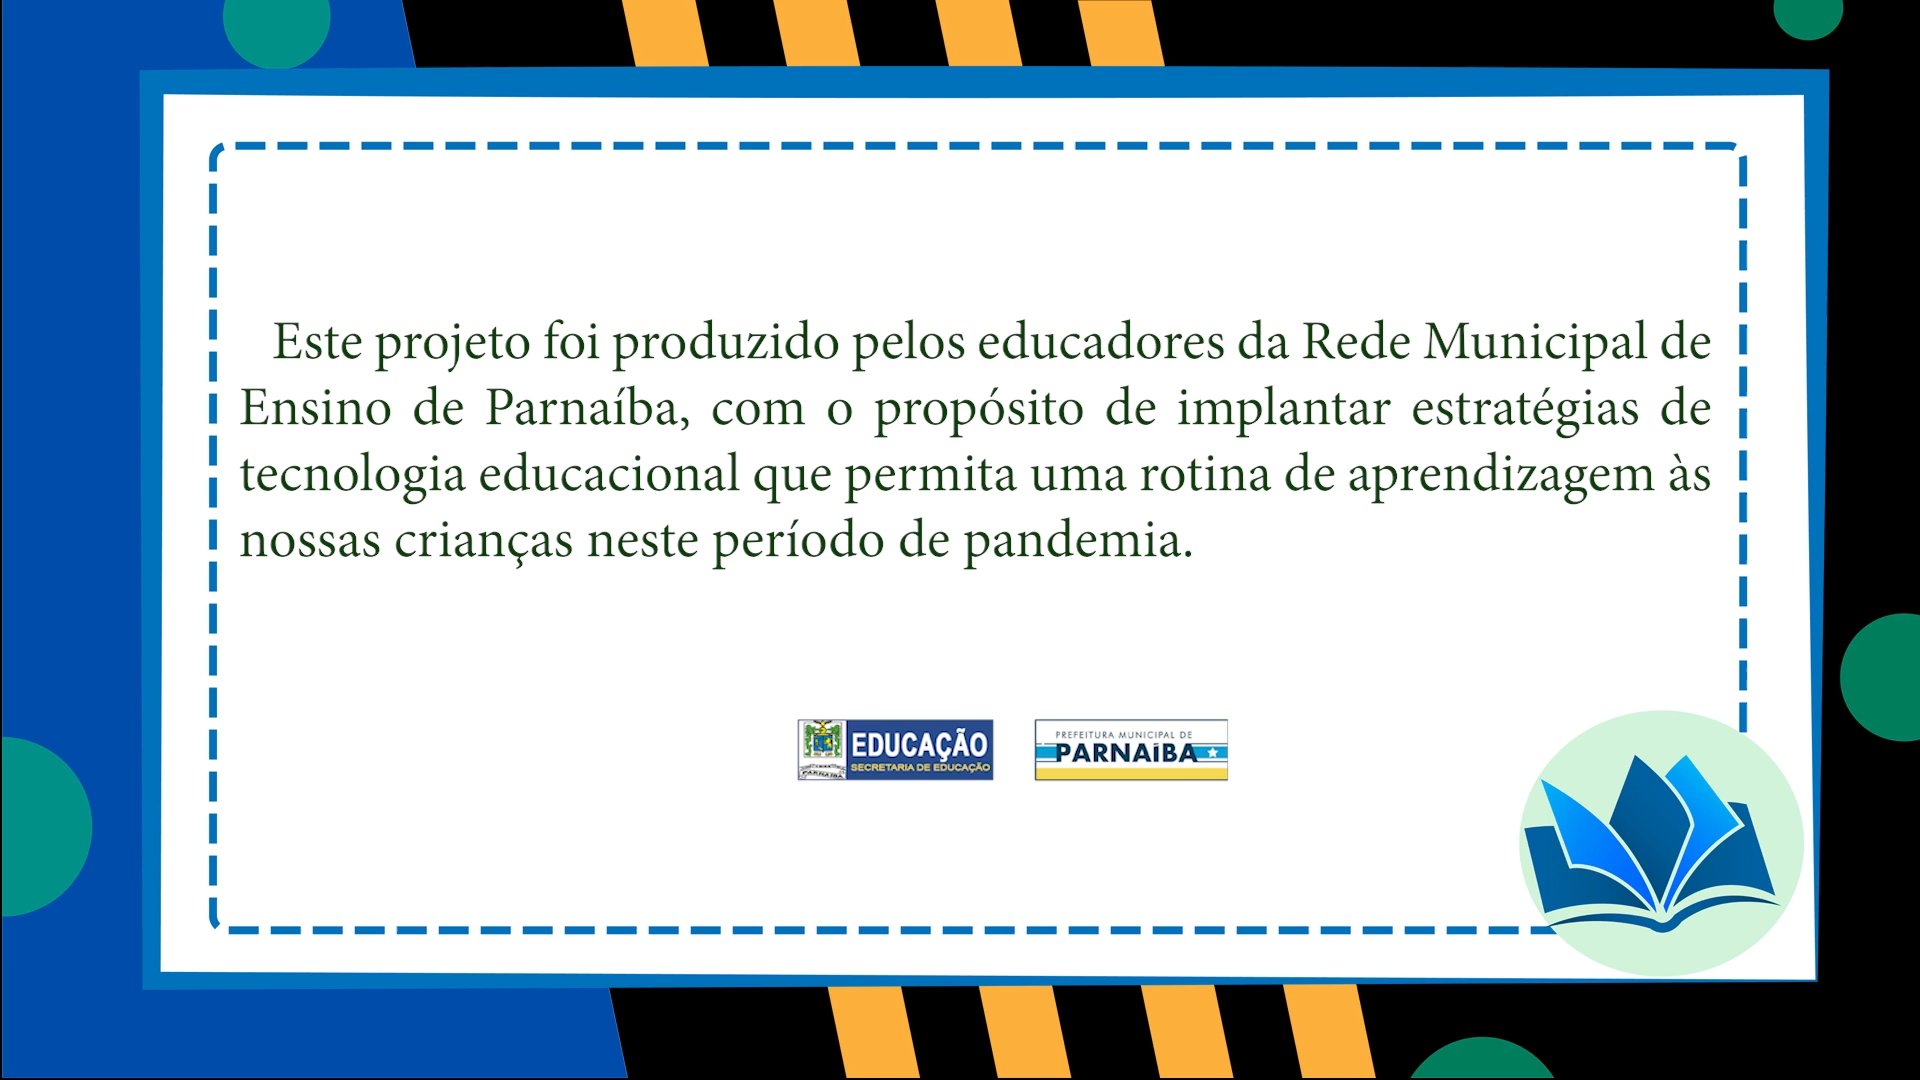 Este projeto foi produzido pelos educadores da Rede Municipal de
Ensino de Parnaíba, com o propósito de implantar estratégias de
tecnologia educacional que permita uma rotina de aprendizagem às
nossas crianças neste período de pandemia.
EDUCAÇÃO
SECRETARIA DE EDUCAÇÃO
PARNAÍBA
PREFEITURA MUNICIPAL DE
PARNAÍBA